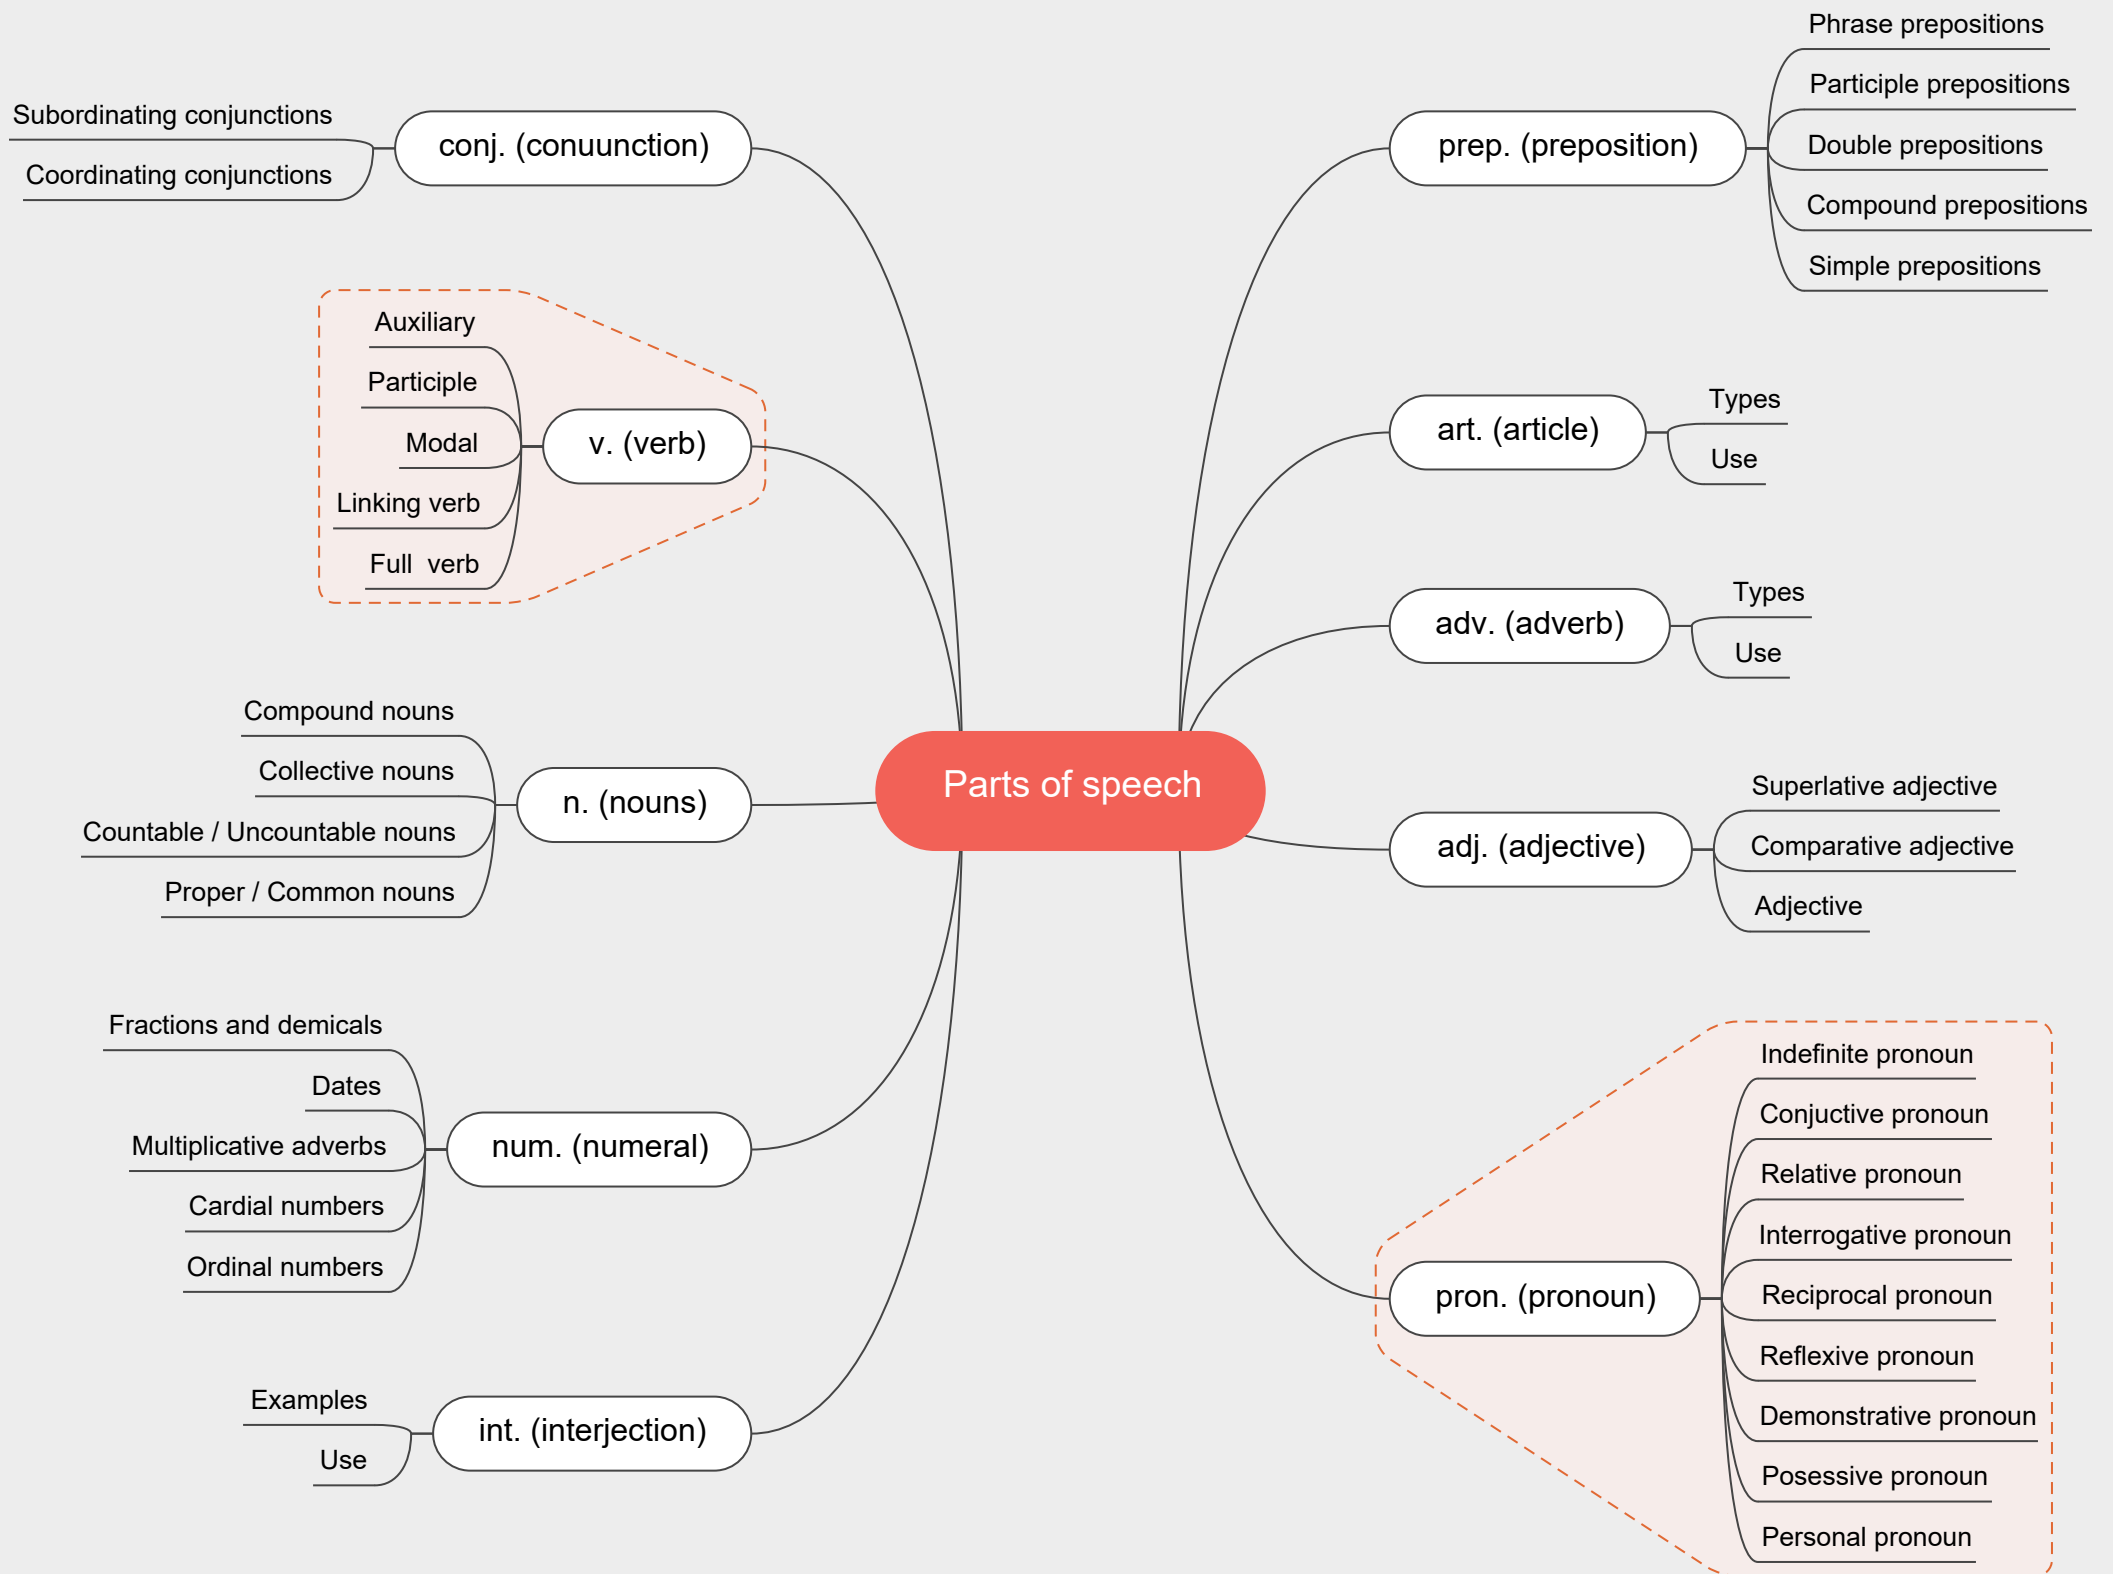 Parts of speech
conj. (conuunction)
Subordinating conjunctions
Coordinating conjunctions
v. (verb)
Auxiliary
Participle
Modal
Linking verb
Full  verb
n. (nouns)
Compound nouns
Collective nouns
Countable / Uncountable nouns
Proper / Common nouns
num. (numeral)
Fractions and demicals
Dates
Multiplicative adverbs
Cardial numbers
Ordinal numbers
int. (interjection)
Examples
Use
prep. (preposition)
Phrase prepositions
Participle prepositions
Double prepositions
Compound prepositions
Simple prepositions
art. (article)
Types
Use
adv. (adverb)
Types
Use
adj. (adjective)
Superlative adjective
Comparative adjective
Adjective
pron. (pronoun)
Indefinite pronoun
Conjuctive pronoun
Relative pronoun
Interrogative pronoun
Reciprocal pronoun
Reflexive pronoun
Demonstrative pronoun
Posessive pronoun
Personal pronoun